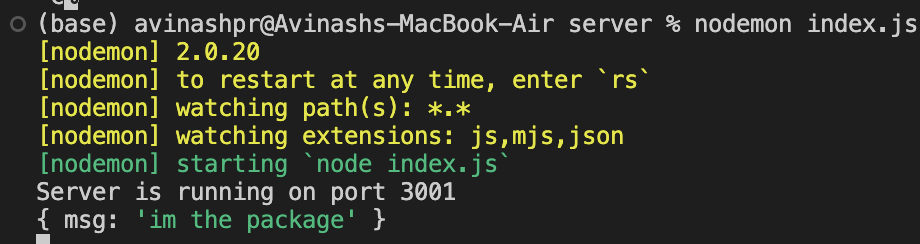 (base) avinashpr@Avinashs-MacBook-Air server % nodemon index.js
[nodemon] 2.0.20
[nodemon] to restart at any time, enter `rs`
[nodemon] watching path(s): *.*
[nodemon] watching extensions: js,mjs,json
[nodemon] starting `node index.js`
Server is running on port 3001
{ msg: 'im the package' }